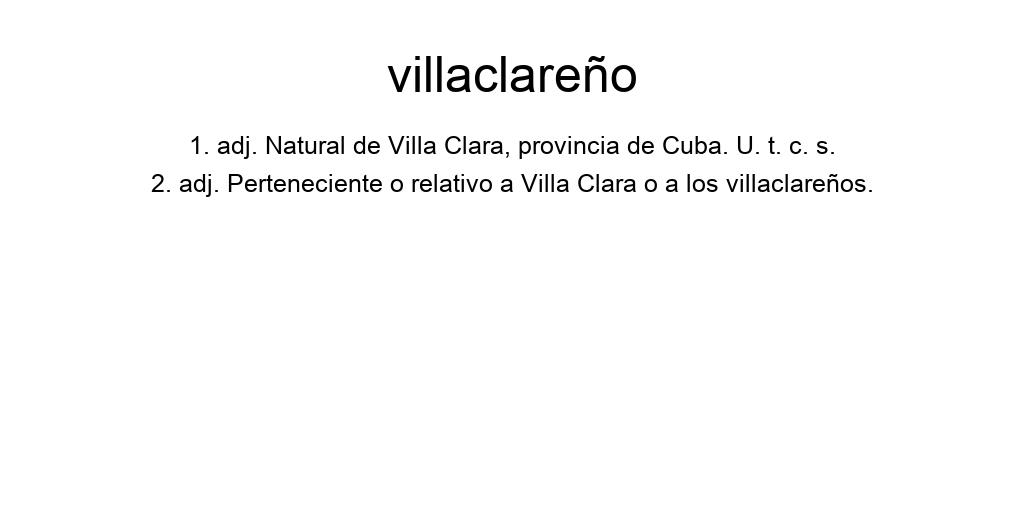 villaclareño
1. adj. Natural de Villa Clara, provincia de Cuba. U. t. c. s.
2. adj. Perteneciente o relativo a Villa Clara o a los villaclareños.